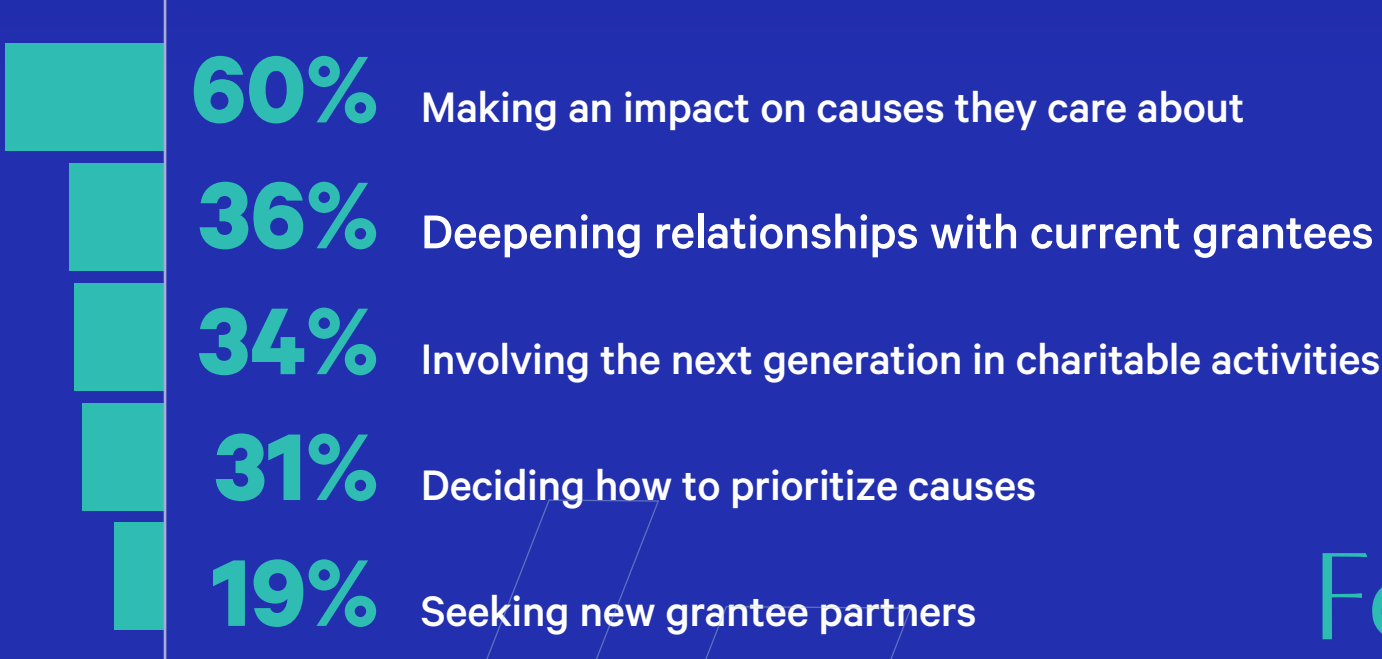 60% Making an impact on causes they care about
36% Deepening relationships with current grantees
34% Involving the next generation in charitable activities
31% Deciding how to prioritize causes
19% Seeking new grantee partners